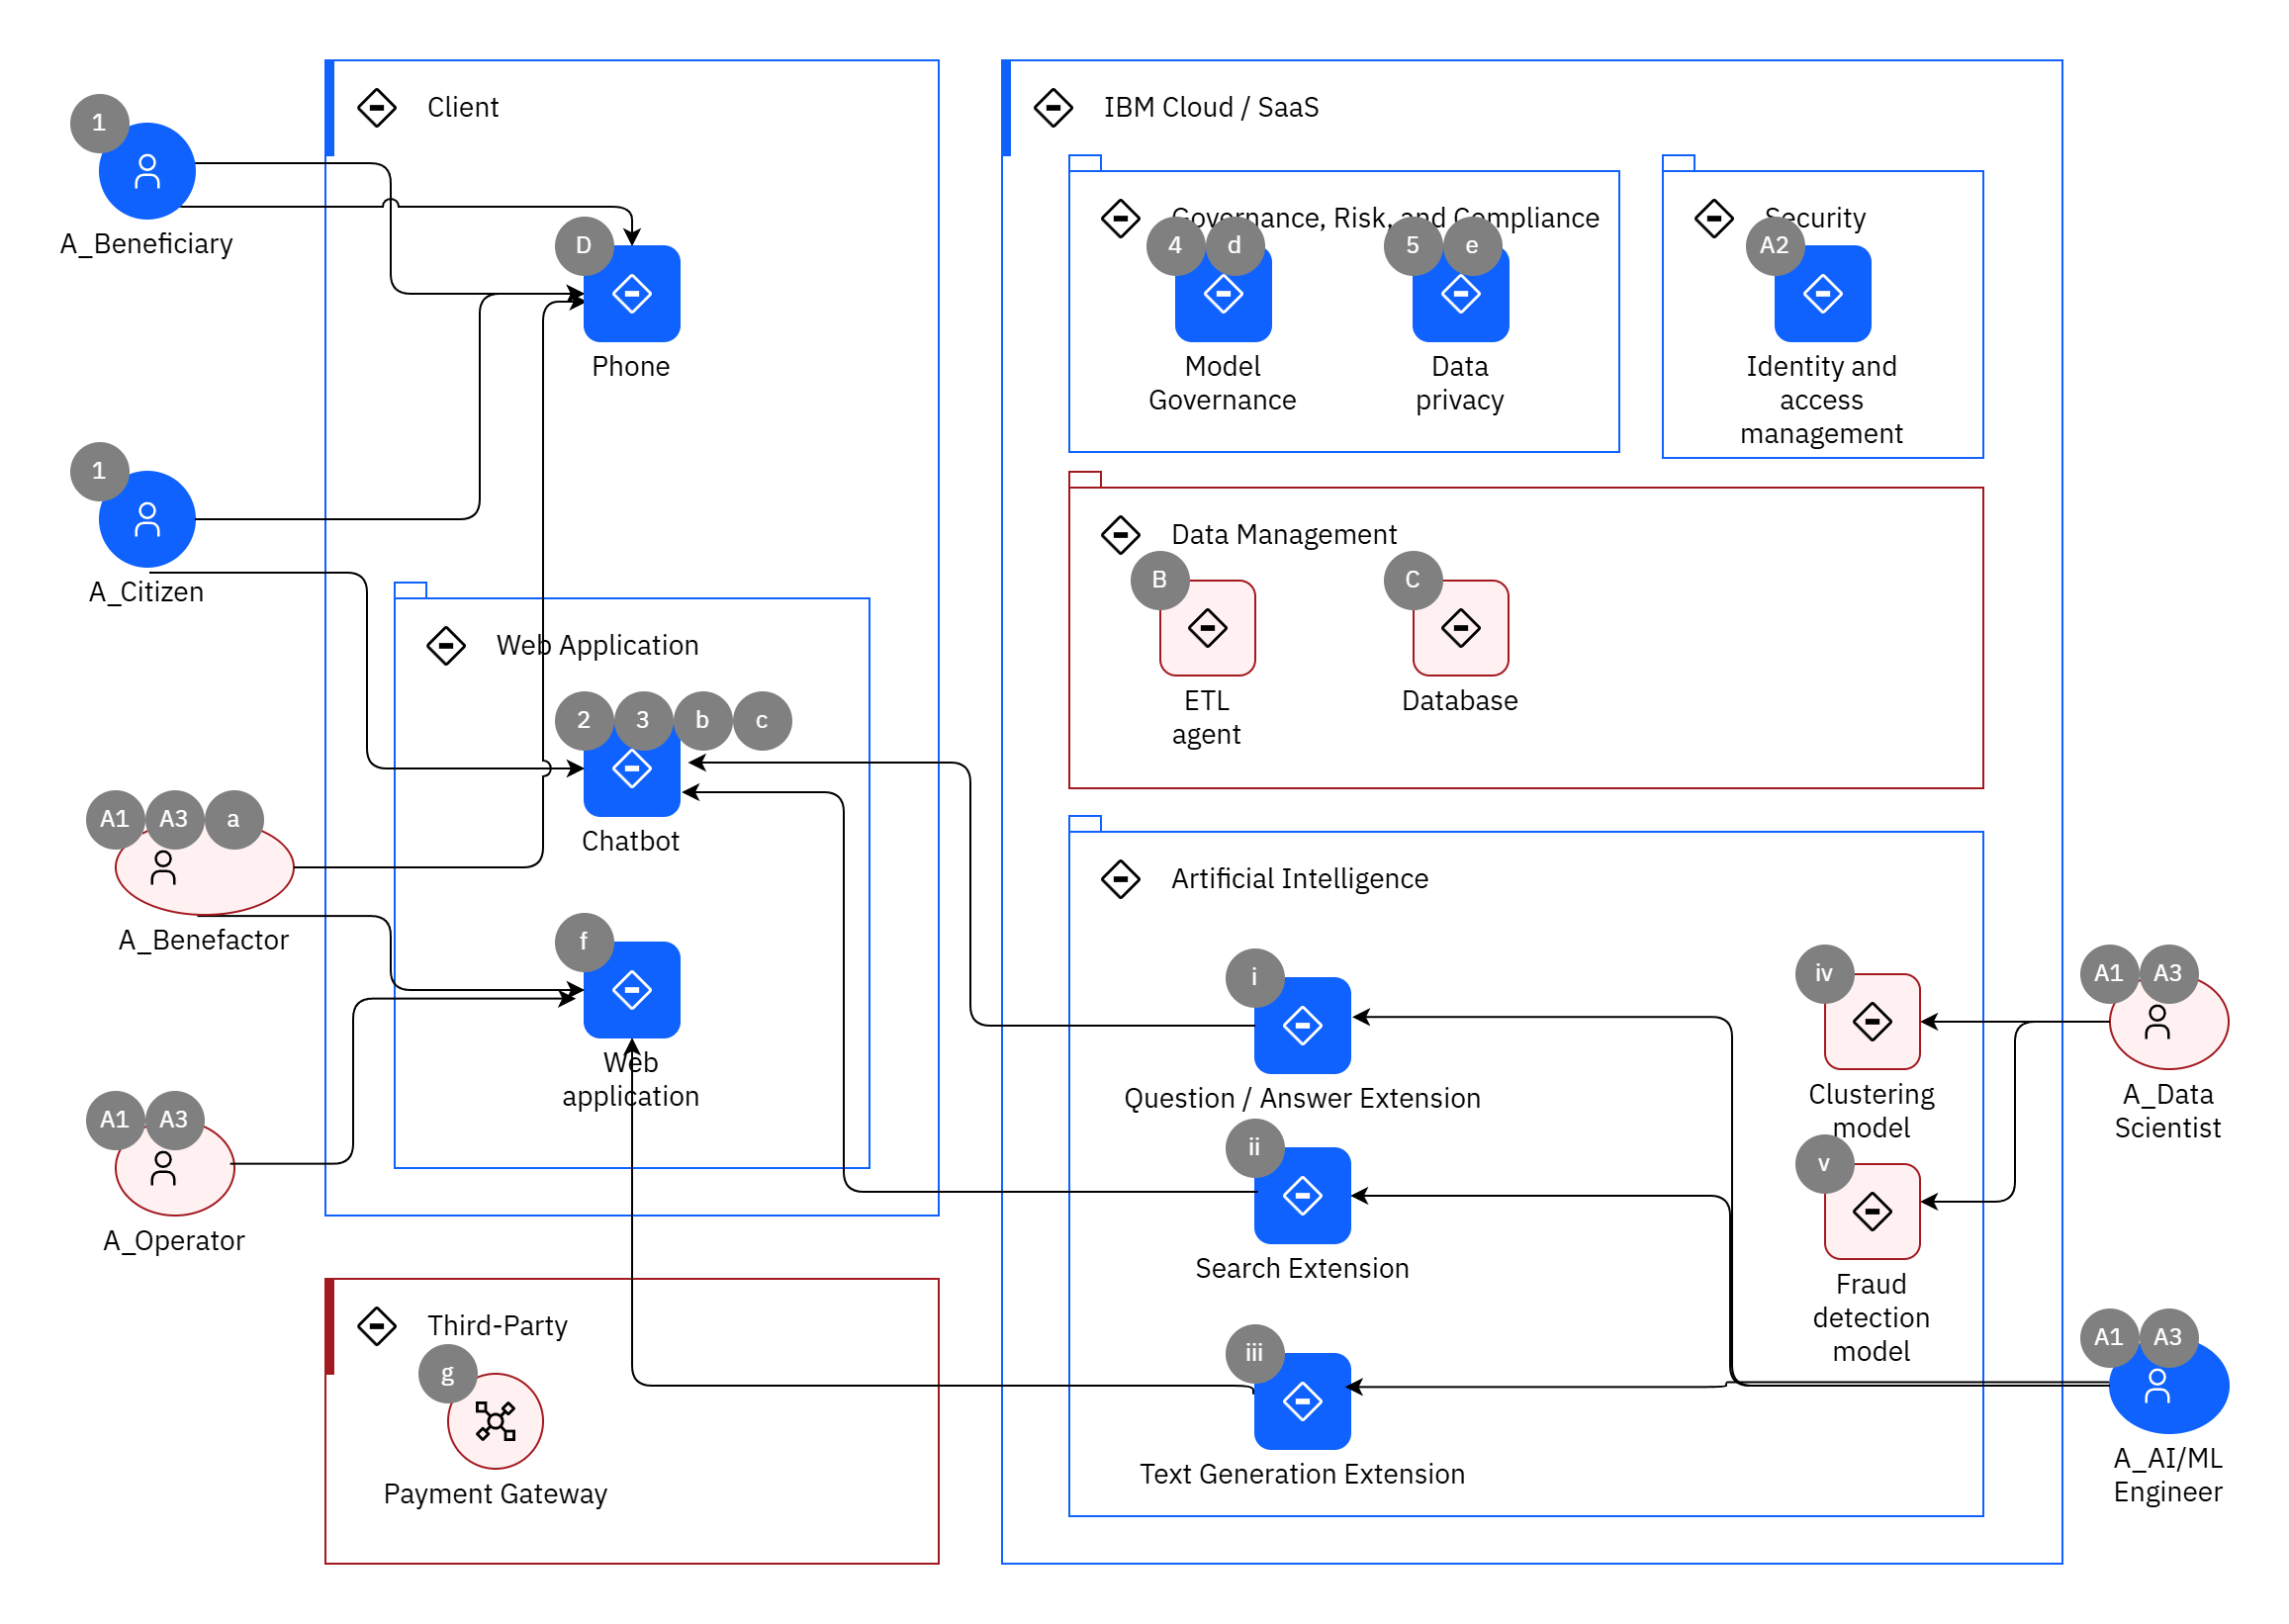 Client
IBM Cloud / SaaS
1
A_Beneficiary
D
Phone
Governance, Risk, and Compliance
4
d
Model
Governance
5
e
Data
privacy
Security
A2
Identity and
access
management
1
A_Citizen
Data Management
B
ETL
agent
C
Database
Web Application
2
3
b
c
Chatbot
A1
A3
a
A_Benefactor
f
Web
application
A1
A3
A_Operator
Artificial Intelligence
i
Question / Answer Extension
ii
Search Extension
iii
Text Generation Extension
iv
Clustering
model
v
Fraud
detection
model
A1
A3
A_Data
Scientist
A1
A3
A_AI/ML
Engineer
Third-Party
g
Payment Gateway